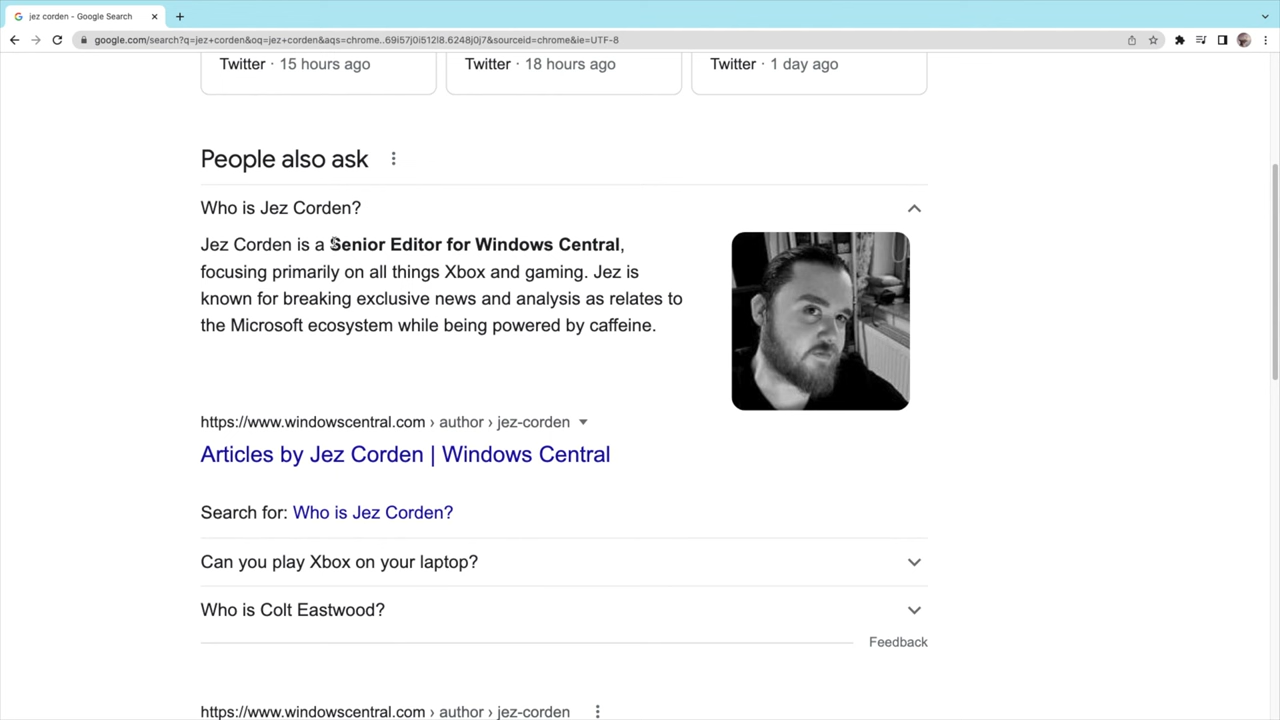 jez corden - Google Search
google.com/search?q=jez+corden&oq=jez+corden&aqs=chrome..69i57j0i512l8.6248j0j7&sourceid=chrome&ie=UTF-8
Twitter · 15 hours ago
Twitter · 18 hours ago
Twitter · 1 day ago
People also ask
Who is Jez Corden?
Jez Corden is a Senior Editor for Windows Central,
focusing primarily on all things Xbox and gaming. Jez is
known for breaking exclusive news and analysis as relates to
the Microsoft ecosystem while being powered by caffeine.
https://www.windowscentral.com › author › jez-corden
Articles by Jez Corden | Windows Central
Search for: Who is Jez Corden?
Can you play Xbox on your laptop?
Who is Colt Eastwood?
Feedback
https://www.windowscentral.com › author › jez-corden